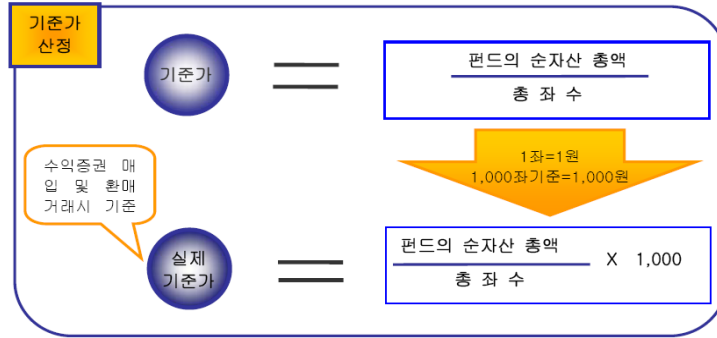 기준가
산정
기준가
펀드의 순자산 총액
총 좌 수
1좌=1원
1,000좌기준=1,000원
수익증권 매
입 및 환매
거래시 기준
실제
기준가
펀드의 순자산 총액
총 좌 수
X 1,000